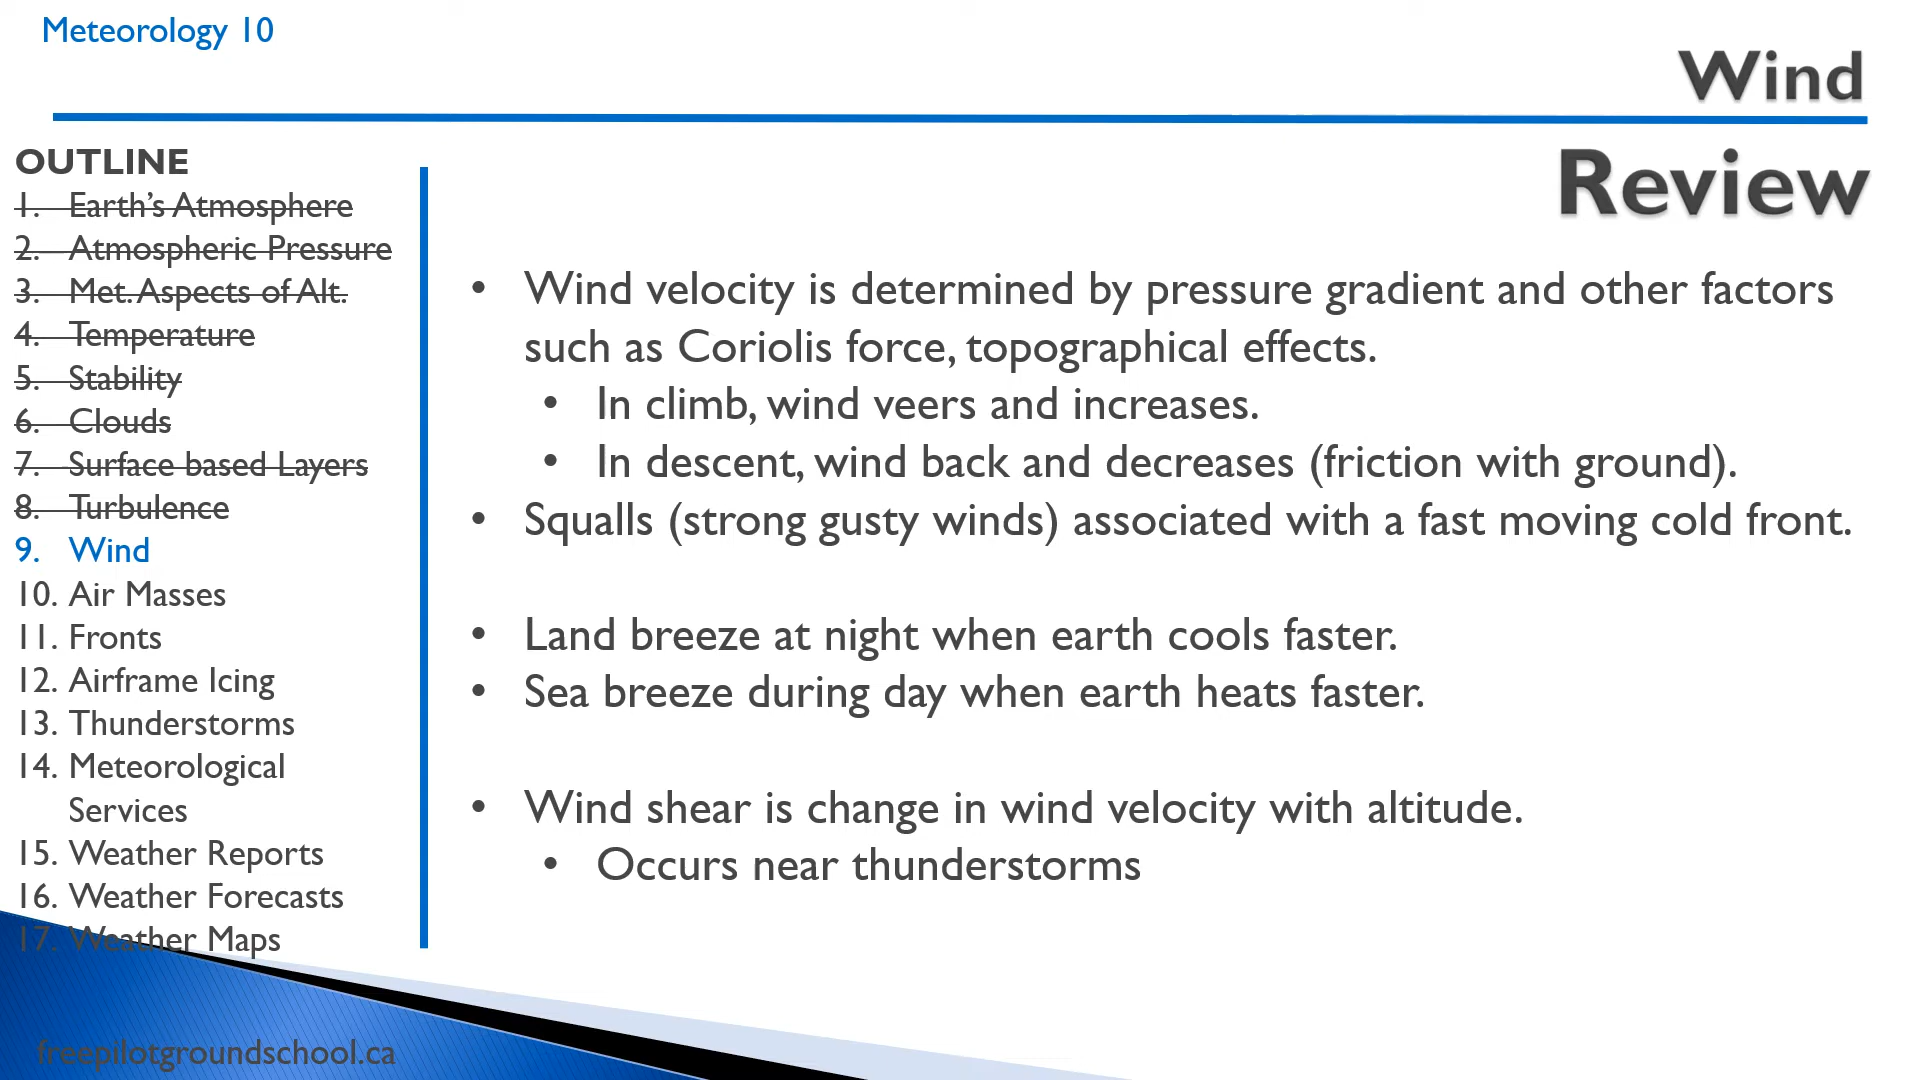 Meteorology 10
Wind
OUTLINE
1. Earth's Atmosphere
2. Atmospheric Pressure
3. Met. Aspects of Alt.
4. Temperature
5. Stability
6. Clouds
7. Surface based Layers
8. Turbulence
9. Wind
10. Air Masses
11. Fronts
12. Airframe Icing
13. Thunderstorms
14. Meteorological
Services
15. Weather Reports
16. Weather Forecasts
17. Weather Maps
Review
• Wind velocity is determined by pressure gradient and other factors
such as Coriolis force, topographical effects.
• In climb, wind veers and increases.
• In descent, wind back and decreases (friction with ground).
• Squalls (strong gusty winds) associated with a fast moving cold front.
• Land breeze at night when earth cools faster.
• Sea breeze during day when earth heats faster.
• Wind shear is change in wind velocity with altitude.
• Occurs near thunderstorms
freepilotgroundschool.ca